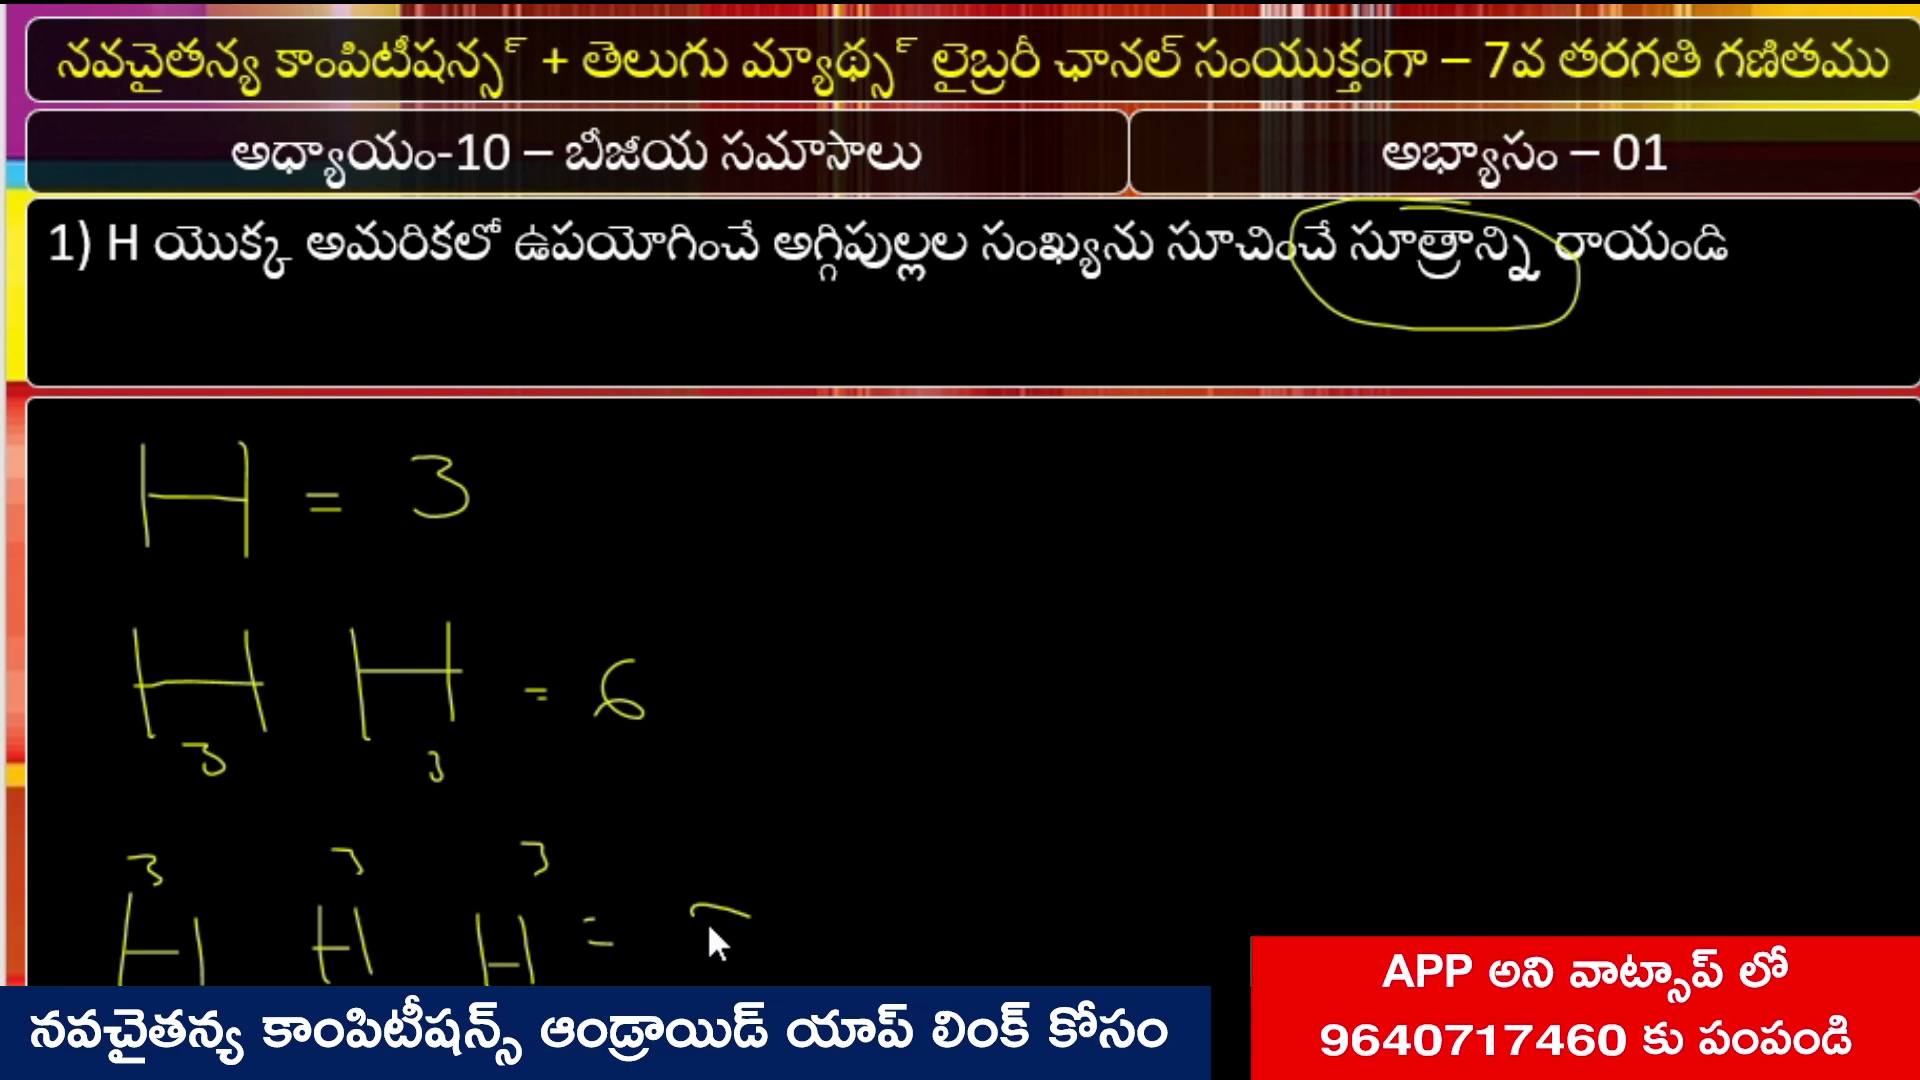 నవచైతన్య కాంపిటీషన్స్ + తెలుగు మ్యాథ్స్ లైబ్రరీ ఛానల్ సంయుక్తంగా – 7వ తరగతి గణితము
అధ్యాయం-10 – బీజీయ సమాసాలు
అభ్యాసం – 01
1) H యొక్క అమరికలో ఉపయోగించే అగ్గిపుల్లల సంఖ్యను సూచించే సూత్రాన్ని రాయండి
H = 3
H H = 6
3 3
3 3 3
H H H =
నవచైతన్య కాంపిటీషన్స్ ఆండ్రాయిడ్ యాప్ లింక్ కోసం
APP అని వాట్సాప్ లో
9640717460 కు పంపండి